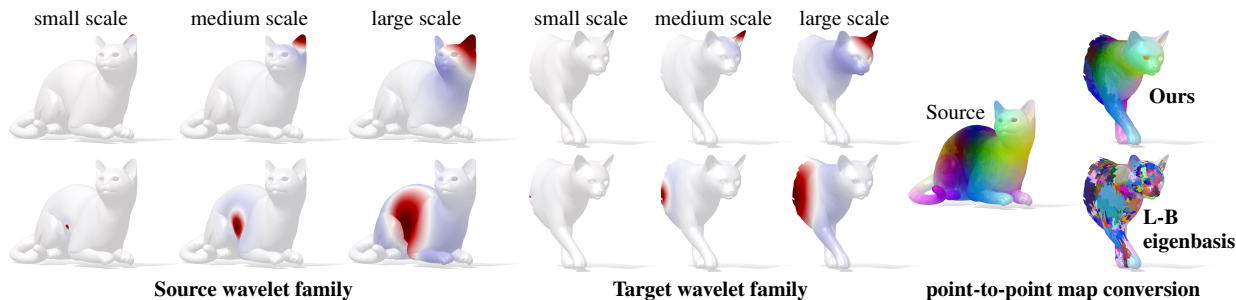 small scale medium scale large scale small scale medium scale large scale
Source
Ours
L-B
eigenbasis
Source wavelet family Target wavelet family point-to-point map conversion